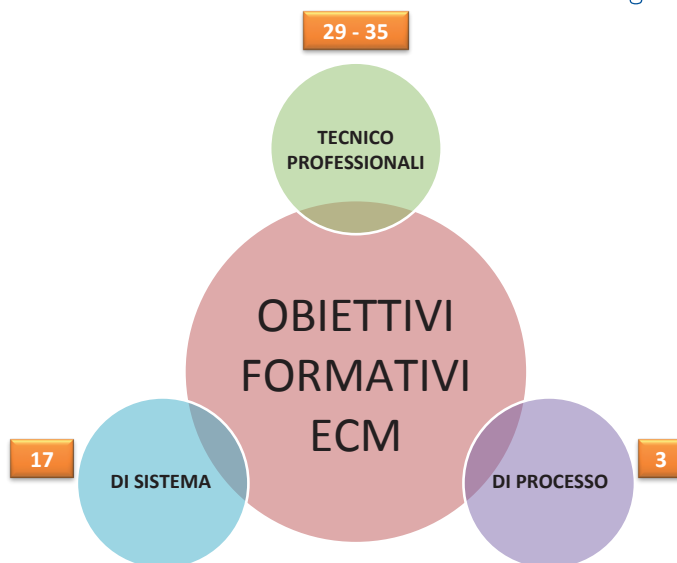 29 - 35
TECNICO
PROFESSIONALI
OBIETTIVI
FORMATIVI
ECM
17
DI SISTEMA
DI PROCESSO
3